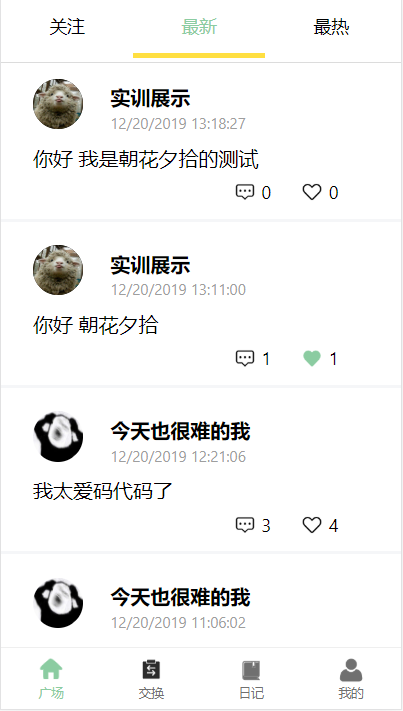 关注 最新 最热
实训展示
12/20/2019 13:18:27
你好 我是朝花夕拾的测试
0 0
实训展示
12/20/2019 13:11:00
你好 朝花夕拾
1 1
今天也很难的我
12/20/2019 12:21:06
我太爱码代码了
3 4
今天也很难的我
12/20/2019 11:06:02
广场 交换 日记 我的